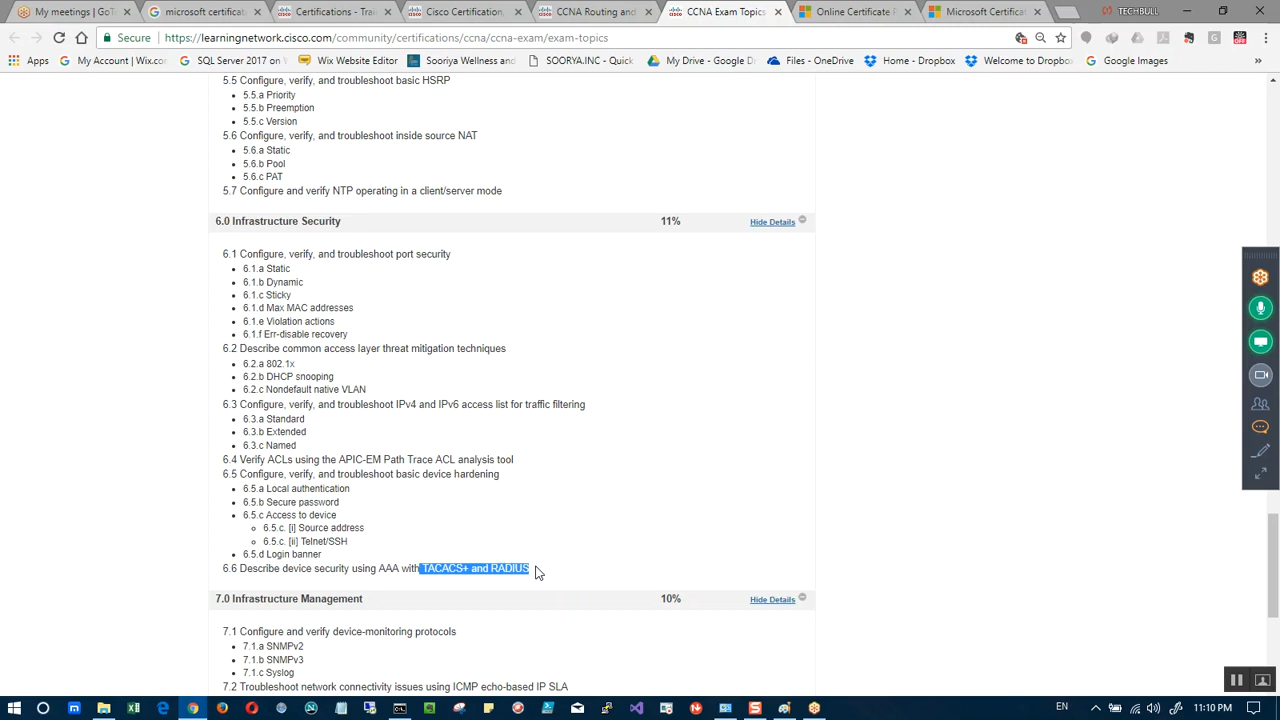 My meetings | GoT
microsoft certificat
Certifications - Trai
Cisco Certification
CCNA Routing and
CCNA Exam Topics
Online Certificate P
Microsoft Certificat
TECHBULL
Secure
https://learningnetwork.cisco.com/community/certifications/ccna/ccna-exam/exam-topics
Apps
My Account | Wix.com
SQL Server 2017
Wix Website Editor
Sooriya Wellness and
SOORYA.INC - Quick
My Drive - Google D
Files - OneDrive
Home - Dropbox
Welcome to Dropbox
Google Images
»
5.5 Configure, verify, and troubleshoot basic HSRP
• 5.5.a Priority
• 5.5.b Preemption
• 5.5.c Version
5.6 Configure, verify, and troubleshoot inside source NAT
• 5.6.a Static
• 5.6.b Pool
• 5.6.c PAT
5.7 Configure and verify NTP operating in a client/server mode
6.0 Infrastructure Security 11% Hide Details
6.1 Configure, verify, and troubleshoot port security
• 6.1.a Static
• 6.1.b Dynamic
• 6.1.c Sticky
• 6.1.d Max MAC addresses
• 6.1.e Violation actions
• 6.1.f Err-disable recovery
6.2 Describe common access layer threat mitigation techniques
• 6.2.a 802.1x
• 6.2.b DHCP snooping
• 6.2.c Nondefault native VLAN
6.3 Configure, verify, and troubleshoot IPv4 and IPv6 access list for traffic filtering
• 6.3.a Standard
• 6.3.b Extended
• 6.3.c Named
6.4 Verify ACLs using the APIC-EM Path Trace ACL analysis tool
6.5 Configure, verify, and troubleshoot basic device hardening
• 6.5.a Local authentication
• 6.5.b Secure password
• 6.5.c Access to device
6.5.c. [i] Source address
6.5.c. [ii] Telnet/SSH
• 6.5.d Login banner
6.6 Describe device security using AAA with TACACS+ and RADIUS
7.0 Infrastructure Management 10% Hide Details
7.1 Configure and verify device-monitoring protocols
• 7.1.a SNMPv2
• 7.1.b SNMPv3
• 7.1.c Syslog
7.2 Troubleshoot network connectivity issues using ICMP echo-based IP SLA
EN
11:10 PM